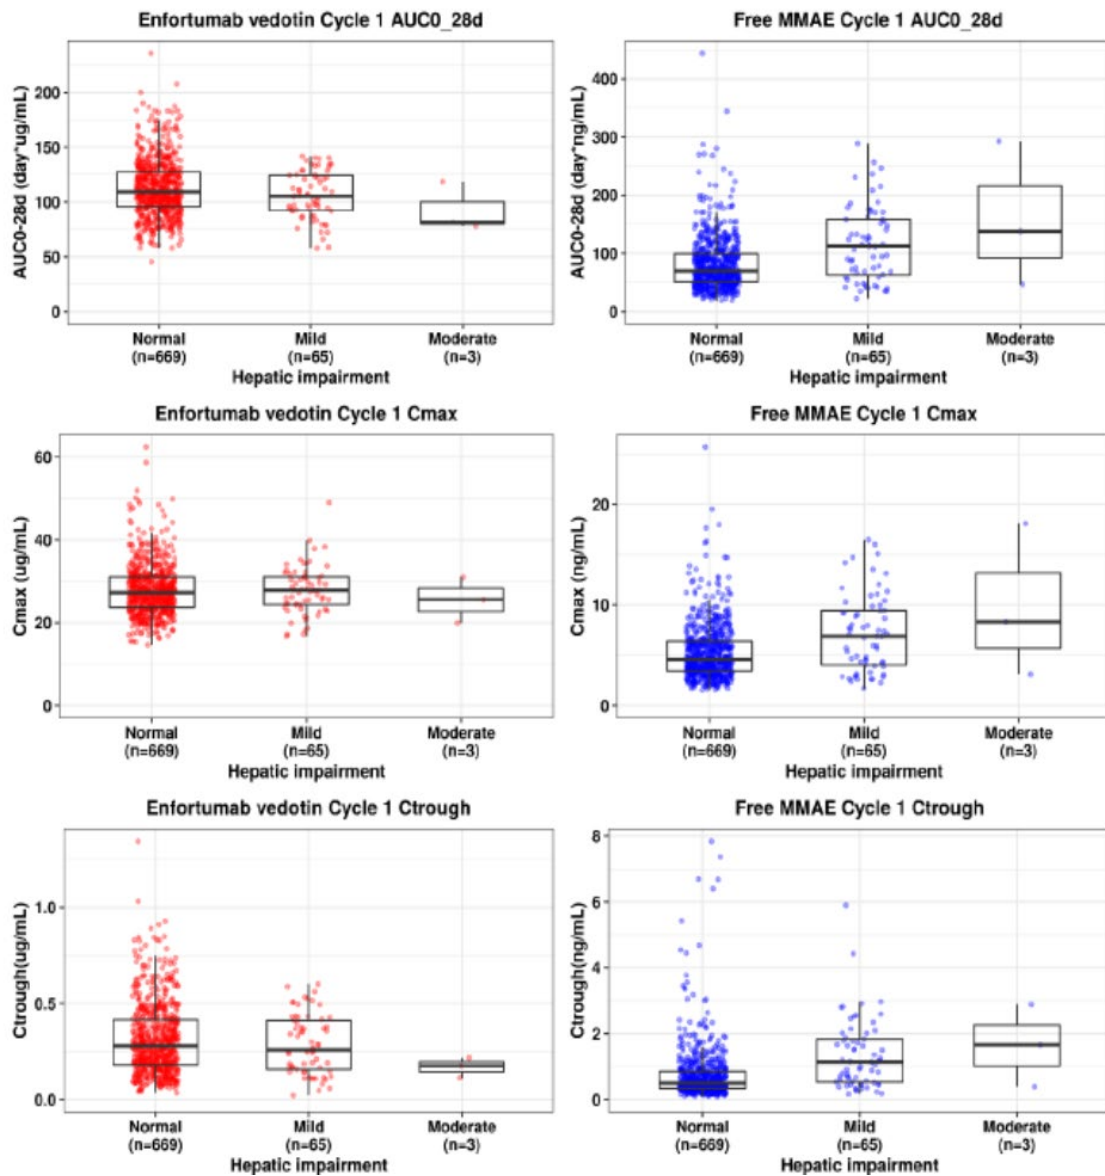 Enfortumab vedotin Cycle 1 AUC0_28d
AUC0-28d (day*ug/mL)
200
150
100
50
0
Normal
(n=669)
Mild
(n=65)
Moderate
(n=3)
Hepatic impairment
Free MMAE Cycle 1 AUC0_28d
AUC0-28d (day*ng/mL)
400
300
200
100
0
Normal
(n=669)
Mild
(n=65)
Moderate
(n=3)
Hepatic impairment
Enfortumab vedotin Cycle 1 Cmax
Cmax (ug/mL)
60
40
20
0
Normal
(n=669)
Mild
(n=65)
Moderate
(n=3)
Hepatic impairment
Free MMAE Cycle 1 Cmax
Cmax (ng/mL)
20
10
0
Normal
(n=669)
Mild
(n=65)
Moderate
(n=3)
Hepatic impairment
Enfortumab vedotin Cycle 1 Ctrough
Ctrough(ug/mL)
1.0
0.5
0.0
Normal
(n=669)
Mild
(n=65)
Moderate
(n=3)
Hepatic impairment
Free MMAE Cycle 1 Ctrough
Ctrough(ng/mL)
8
6
4
2
0
Normal
(n=669)
Mild
(n=65)
Moderate
(n=3)
Hepatic impairment